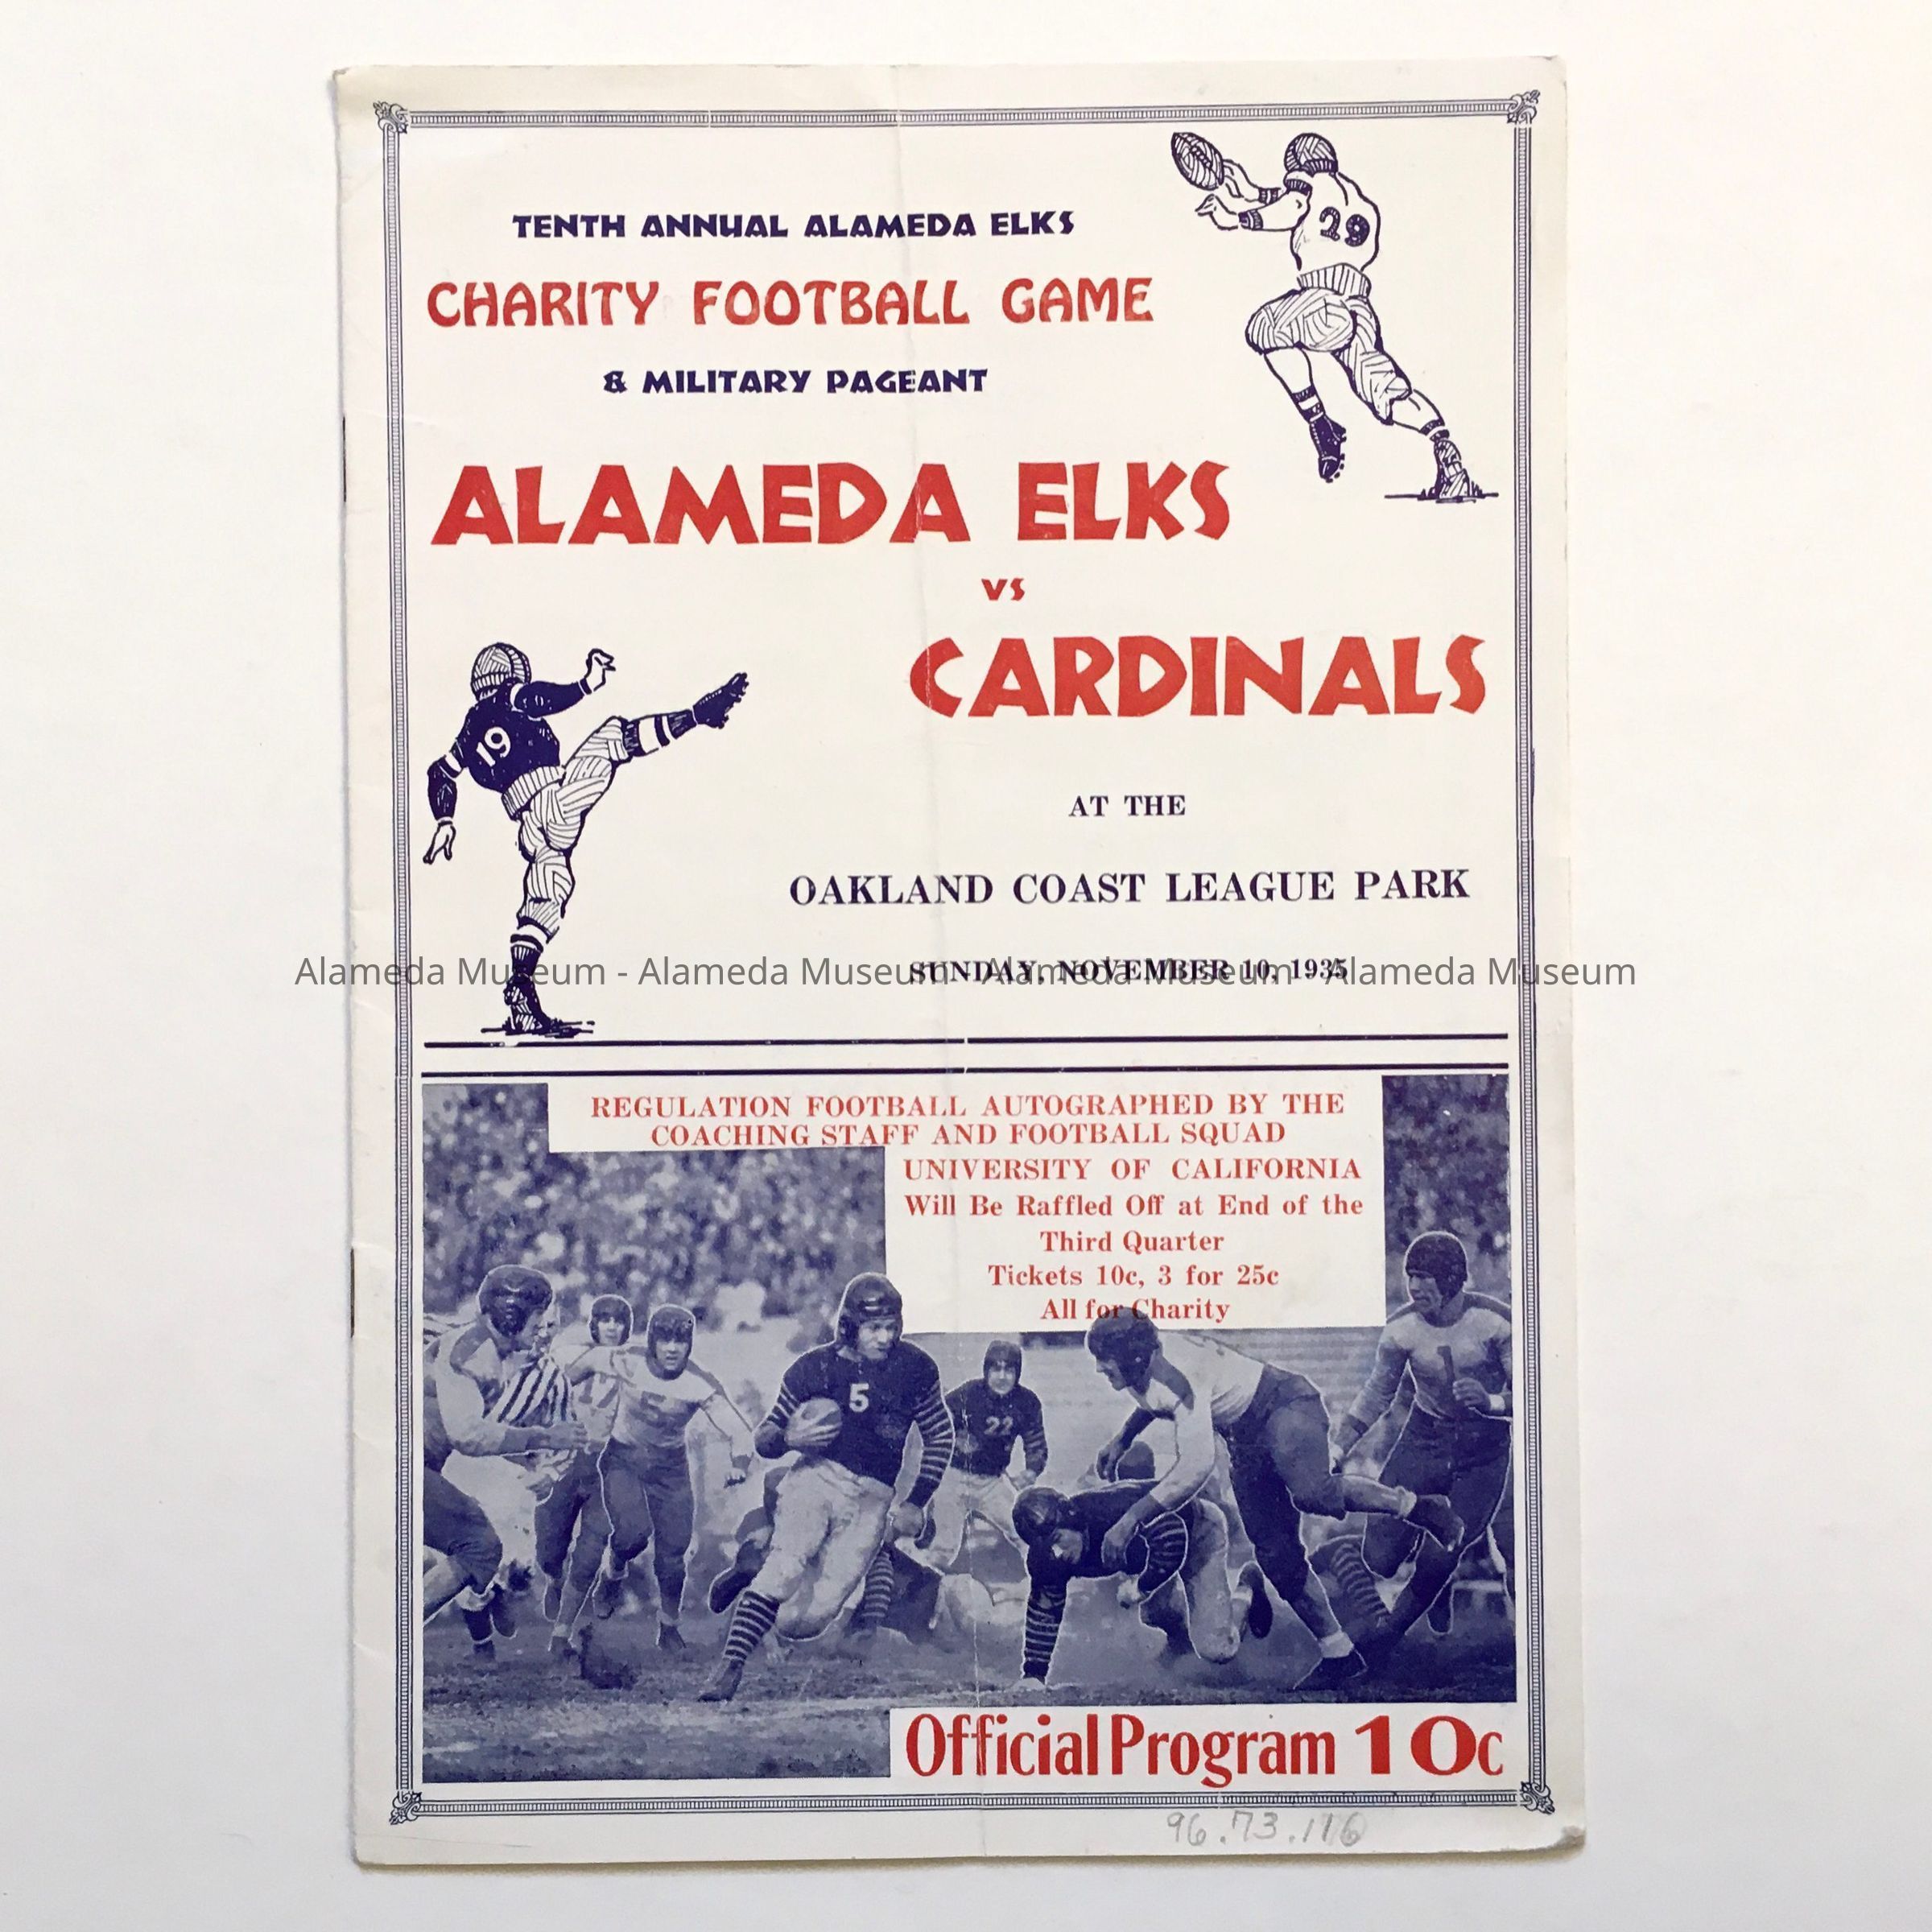 TENTH ANNUAL ALAMEDA ELKS
CHARITY FOOTBALL GAME
& MILITARY PAGEANT
29
ALAMEDA ELKS
VS
CARDINALS
19
AT THE
OAKLAND COAST LEAGUE PARK
SUNDAY, NOVEMBER 10, 1935
Alameda Museum - Alameda Museum - Alameda Museum - Alameda Museum
REGULATION FOOTBALL AUTOGRAPHED BY THE
COACHING STAFF AND FOOTBALL SQUAD
UNIVERSITY OF CALIFORNIA
Will Be Raffled Off at End of the
Third Quarter
Tickets 10c, 3 for 25c
All for Charity
5
5
22
1
Official Program 10c
96.73.116